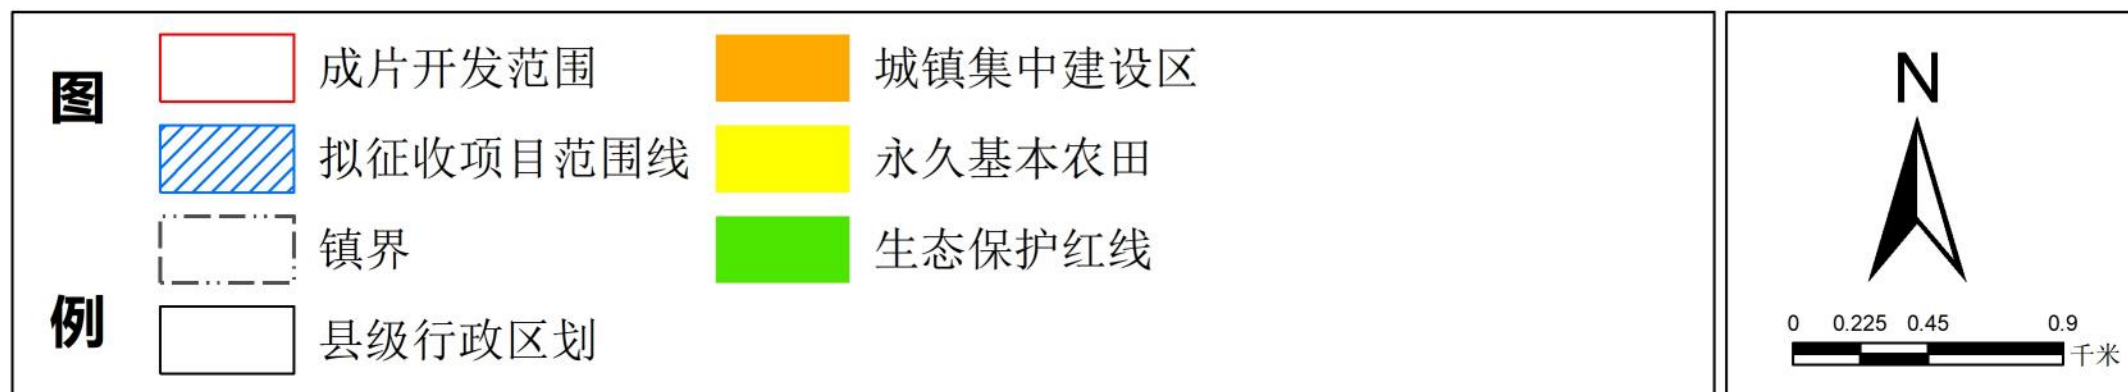 图例
成片开发范围
拟征收项目范围线
镇界
县级行政区划
城镇集中建设区
永久基本农田
生态保护红线
N
0 0.225 0.45 0.9
千米